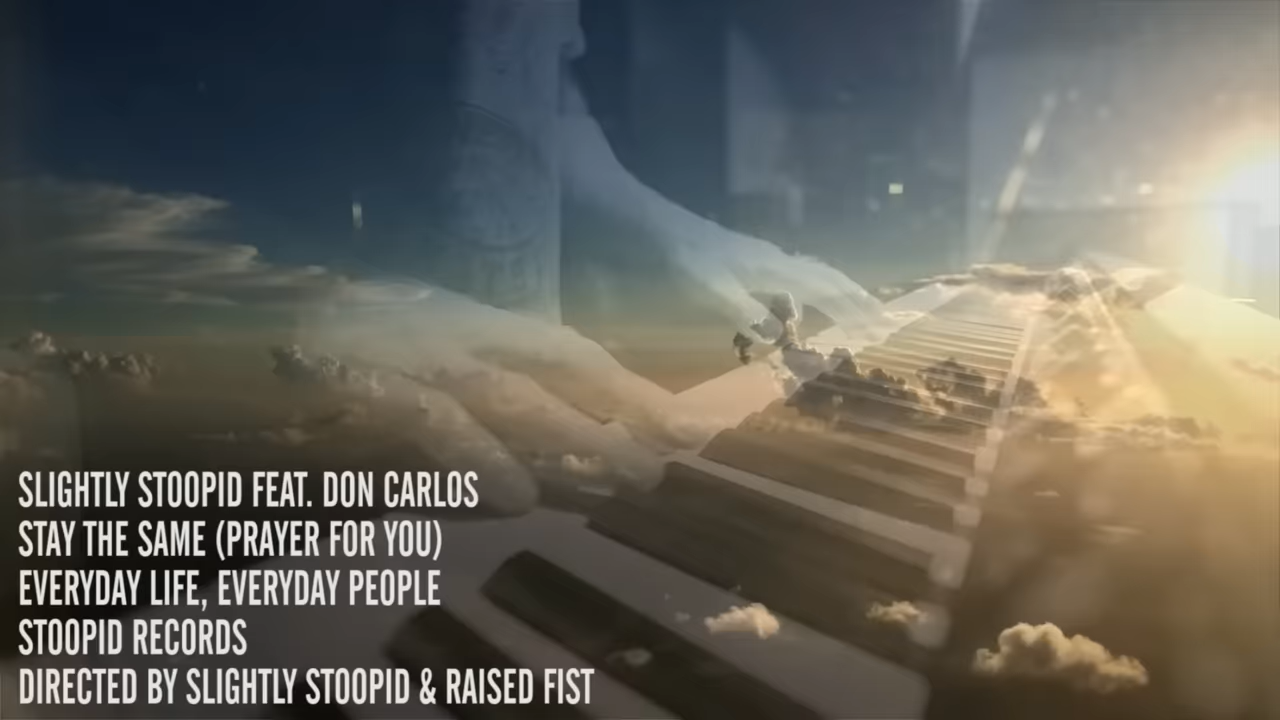 SLIGHTLY STOOPID FEAT. DON CARLOS
STAY THE SAME (PRAYER FOR YOU)
EVERYDAY LIFE, EVERYDAY PEOPLE
STOOPID RECORDS
DIRECTED BY SLIGHTLY STOOPID & RAISED FIST